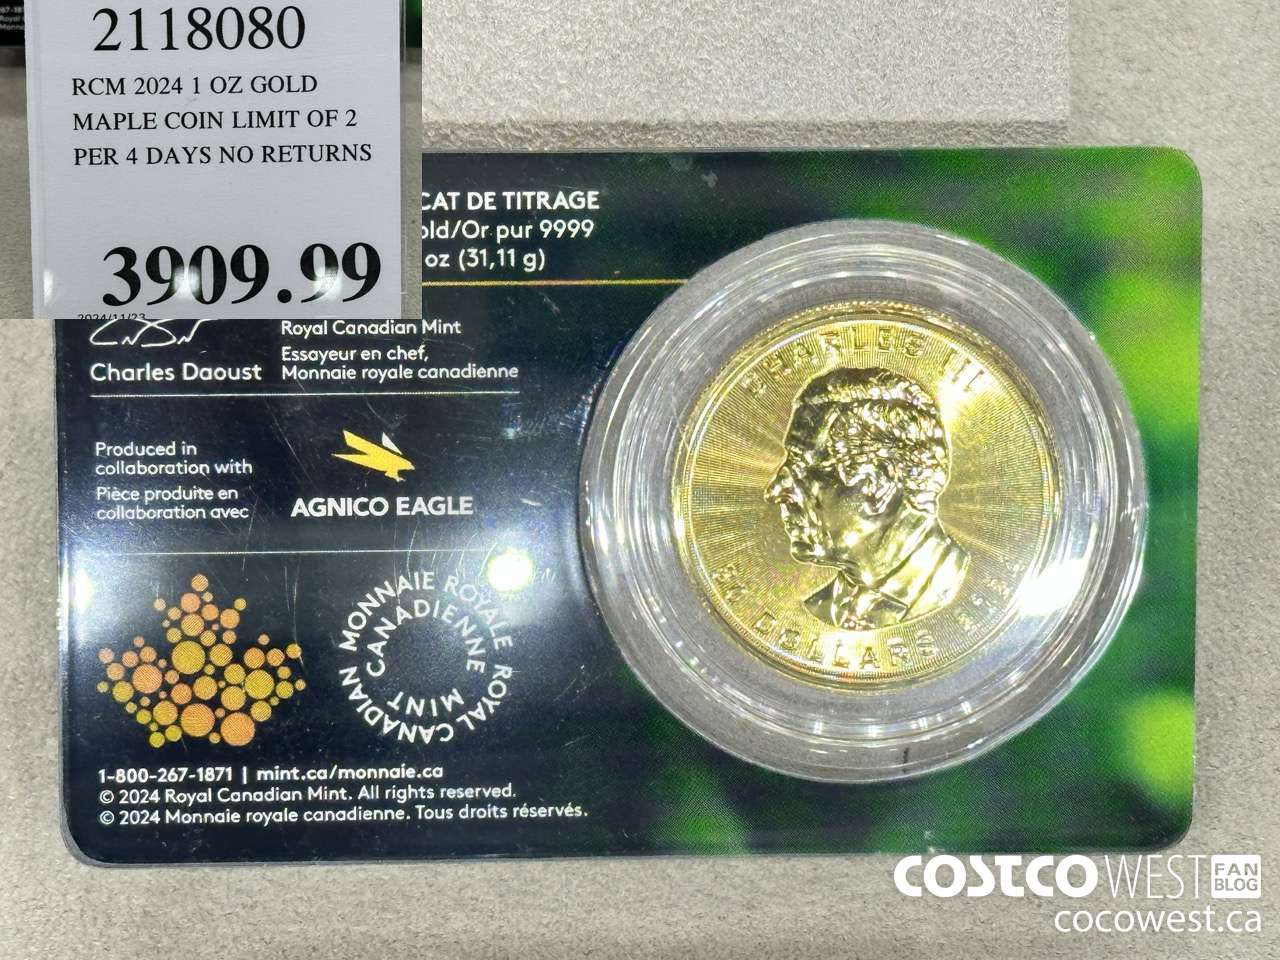 2118080
RCM 2024 1 OZ GOLD
MAPLE COIN LIMIT OF 2
PER 4 DAYS NO RETURNS
3909.99
2024/11/23
CAT DE TITRAGE
old/Or pur 9999
oz (31,11 g)
Royal Canadian Mint
Charles Daoust
Essayeur en chef,
Monnaie royale canadienne
Produced in
collaboration with
Pièce produite en
collaboration avec
AGNICO EAGLE
MONNAIE ROYALE CANADIENNE
ROYAL CANADIAN MINT
1-800-267-1871 | mint.ca/monnaie.ca
© 2024 Royal Canadian Mint. All rights reserved.
© 2024 Monnaie royale canadienne. Tous droits réservés.
CHARLES III
50 DOLLARS
COSTCO WEST FAN BLOG
cocowest.ca